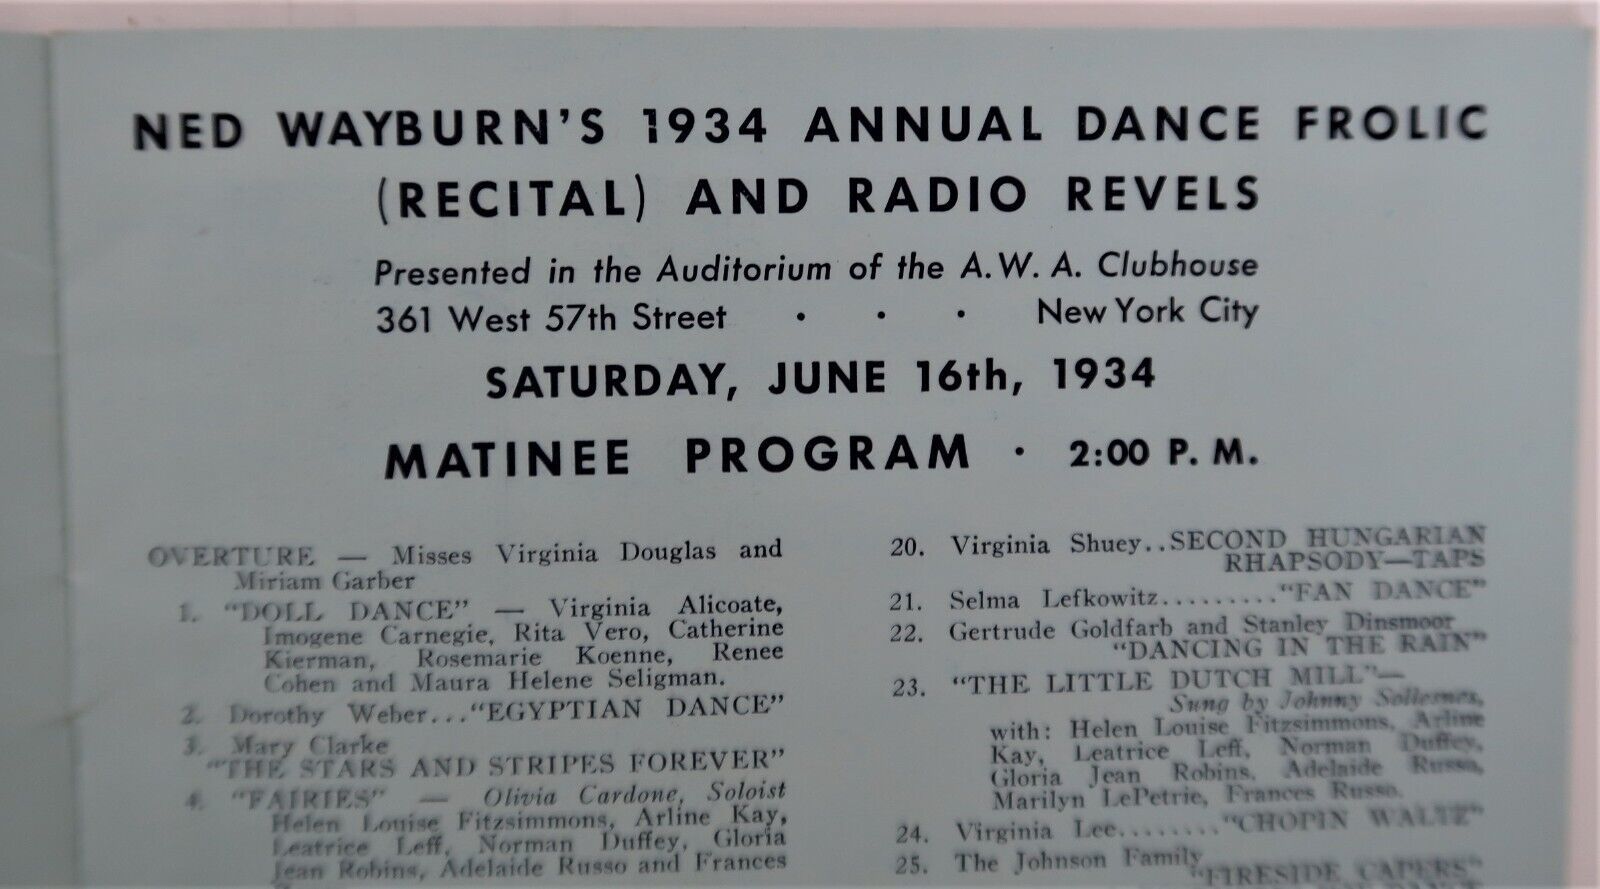 NED WAYBURN'S 1934 ANNUAL DANCE FROLIC
(RECITAL) AND RADIO REVELS
Presented in the Auditorium of the A. W. A. Clubhouse
361 West 57th Street . . . New York City
SATURDAY, JUNE 16th, 1934
MATINEE PROGRAM · 2:00 P. M.
OVERTURE — Misses Virginia Douglas and
Miriam Garber
1. "DOLL DANCE" — Virginia Alicoate,
Imogene Carnegie, Rita Vero, Catherine
Kierman, Rosemarie Koenne, Renee
Cohen and Maura Helene Seligman.
2. Dorothy Weber..."EGYPTIAN DANCE"
3. Mary Clarke
"THE STARS AND STRIPES FOREVER"
4. "FAIRIES" — Olivia Cardone, Soloist
Helen Louise Fitzsimmons, Arline Kay,
Leatrice Leff, Norman Duffey, Gloria
Jean Robins, Adelaide Russo and Frances
20. Virginia Shuey..SECOND HUNGARIAN
RHAPSODY—TAPS
21. Selma Lefkowitz........."FAN DANCE"
22. Gertrude Goldfarb and Stanley Dinsmoor
"DANCING IN THE RAIN"
23. "THE LITTLE DUTCH MILL"—
Sung by Johnny
with: Helen Louise Fitzsimmons, Arline
Kay, Leatrice Leff, Norman Duffey,
Gloria Jean Robins, Adelaide Russo,
Marilyn LePetrie, Frances Russo.
24. Virginia Lee........"CHOPIN WALTZ"
25. The Johnson Family
"FIRESIDE CAPERS"